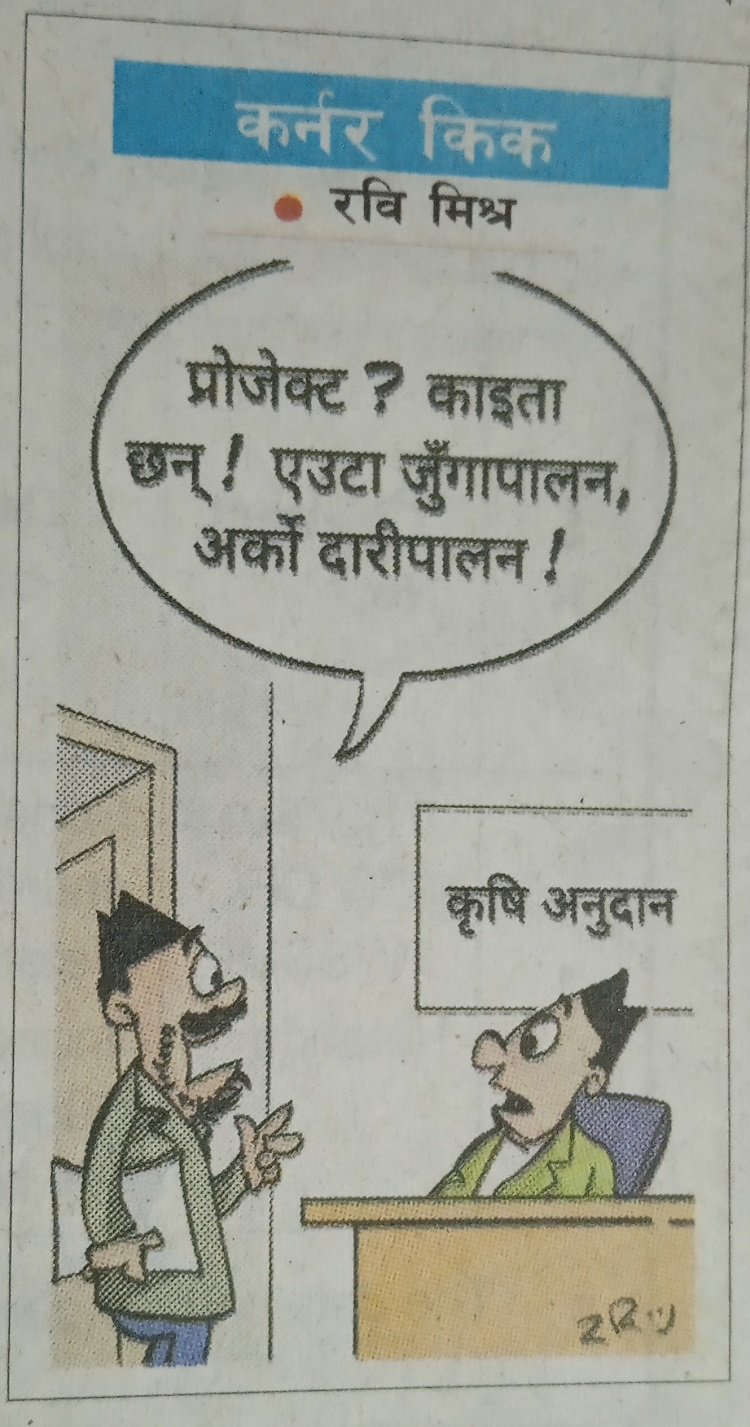 कर्नर किक
रवि मिश्र
प्रोजेक्ट ? काइता
छन् ! एउटा जुँगापालन,
अर्को दारीपालन !
कृषि अनुदान